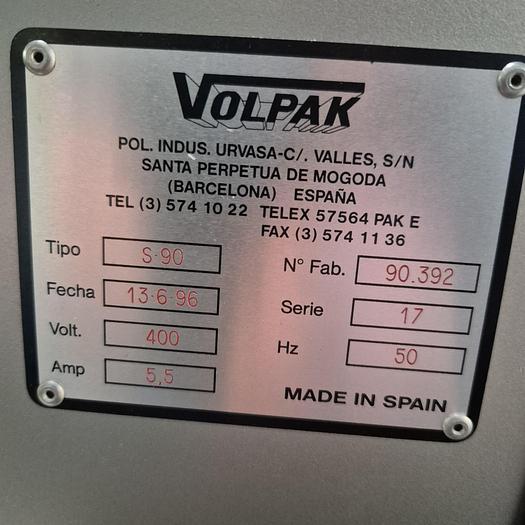 VOLPAK
POL. INDUS. URVASA-C/. VALLES, S/N
SANTA PERPETUA DE MOGODA
(BARCELONA) ESPAÑA
TEL (3) 574 10 22 TELEX 57564 PAK E
FAX (3) 574 11 36
Tipo S-90
Nº Fab. 90.392
Fecha 13-6-96
Serie 17
Volt. 400
Hz 50
Amp 5,5
MADE IN SPAIN